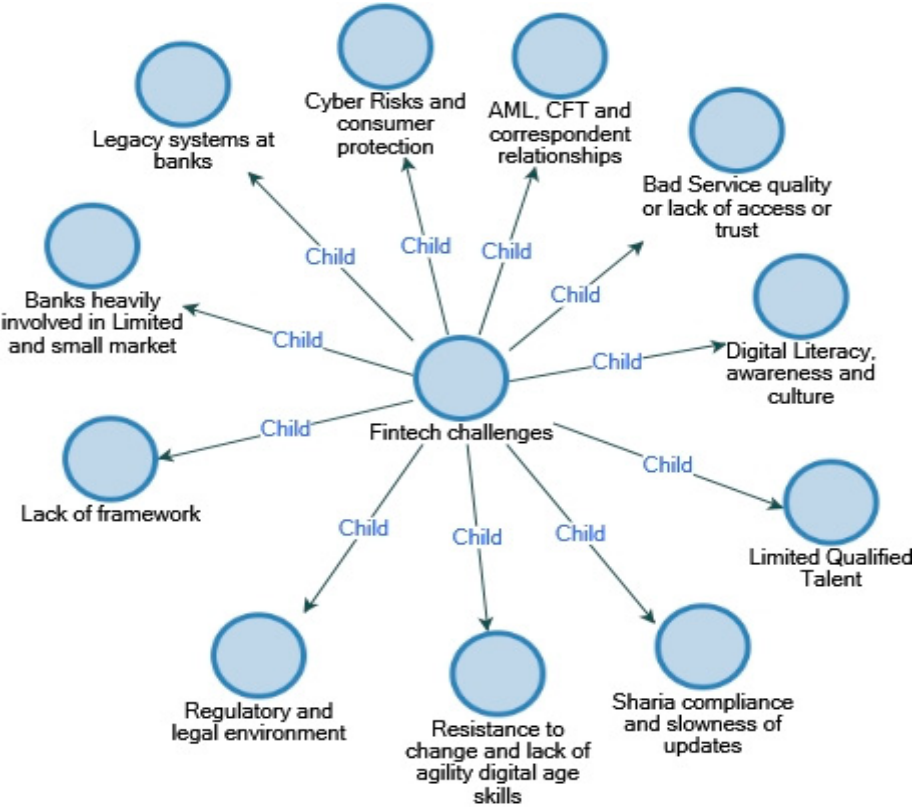 Cyber Risks and
consumer
protection
AML, CFT and
correspondent
relationships
Legacy systems at
banks
Bad Service quality
or lack of access or
trust
Child
Child
Child
Child
Banks heavily
involved in Limited
and small market
Child
Child
Digital Literacy,
awareness and
culture
Child
Fintech challenges
Child
Lack of framework
Limited Qualified
Talent
Child
Child
Child
Regulatory and
legal environment
Resistance to
change and lack of
agility digital age
skills
Sharia compliance
and slowness of
updates